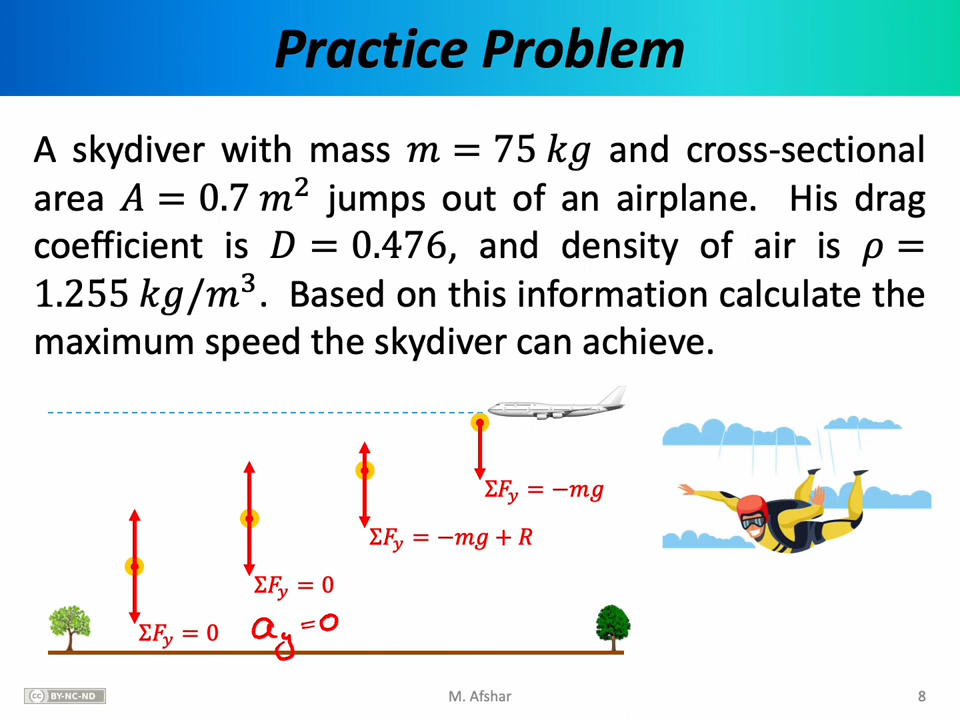 Practice Problem
A skydiver with mass 𝑚 = 75 𝑘𝑔 and cross-sectional
area 𝐴 = 0.7 𝑚² jumps out of an airplane. His drag
coefficient is 𝐷 = 0.476, and density of air is 𝜌 =
1.255 𝑘𝑔/𝑚³. Based on this information calculate the
maximum speed the skydiver can achieve.
Σ𝐹𝑦 = −𝑚𝑔
Σ𝐹𝑦 = −𝑚𝑔 + 𝑅
Σ𝐹𝑦 = 0
Σ𝐹𝑦 = 0
ay = 0
cc BY-NC-ND
M. Afshar
8